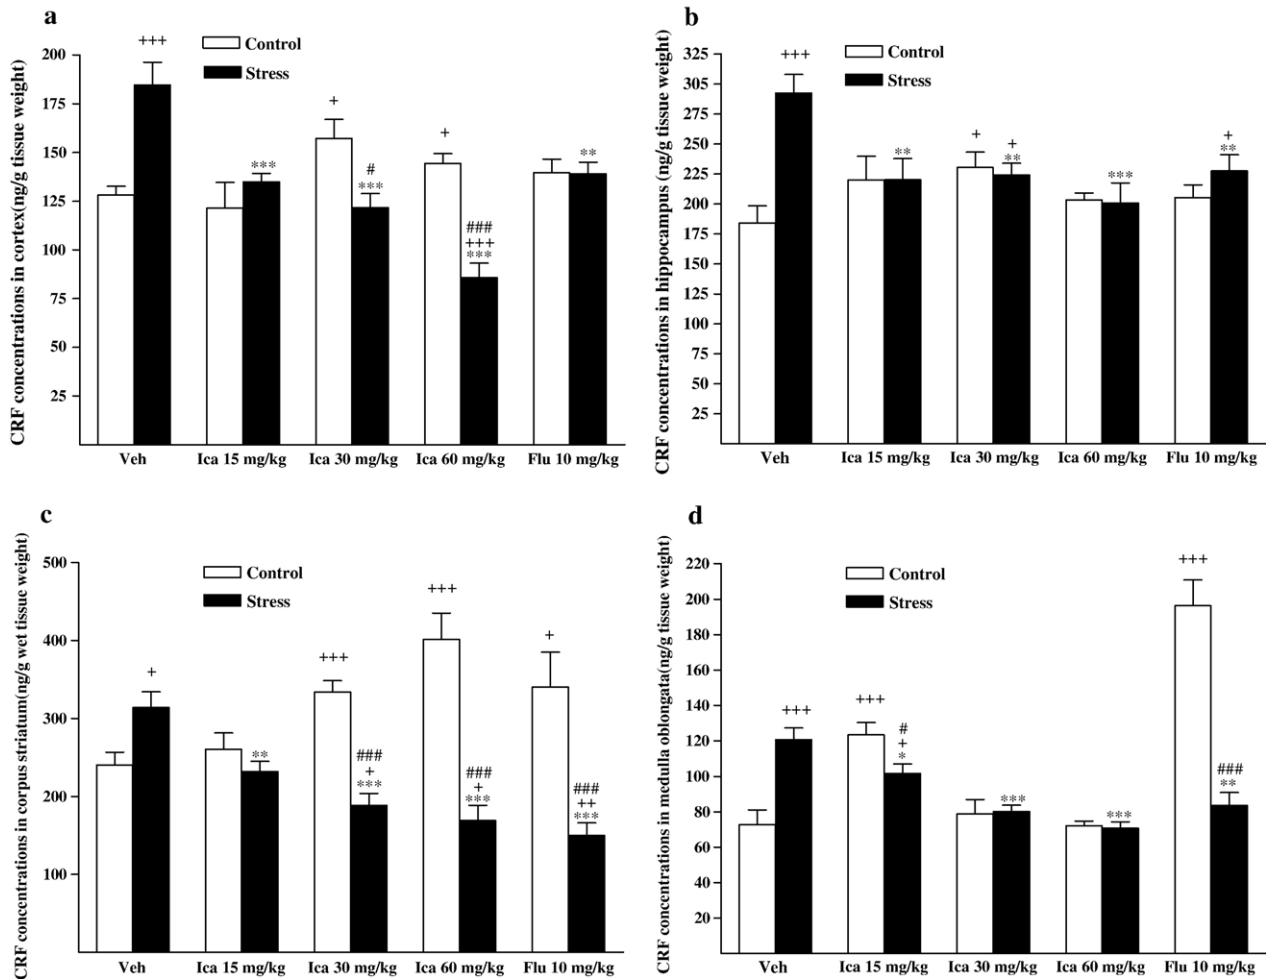 a
CRF concentrations in cortex(ng/g tissue weight)
200
175
150
125
100
75
50
25
Control
Stress
+++
***
+
#
***
+
###
+++
***
**
Veh
Ica 15 mg/kg
Ica 30 mg/kg
Ica 60 mg/kg
Flu 10 mg/kg
b
CRF concentrations in hippocampus (ng/g tissue weight)
325
305
275
250
225
200
175
150
125
100
75
50
25
Control
Stress
+++
**
+
+
**
***
+
**
Veh
Ica 15 mg/kg
Ica 30 mg/kg
Ica 60 mg/kg
Flu 10 mg/kg
c
CRF concentrations in corpus striatum(ng/g wet tissue weight)
500
400
300
200
100
Control
Stress
+
**
+++
###
+
***
+++
###
+
***
+
###
++
***
Veh
Ica 15 mg/kg
Ica 30 mg/kg
Ica 60 mg/kg
Flu 10 mg/kg
d
CRF concentrations in medulla oblongata(ng/g tissue weight)
220
200
180
160
140
120
100
80
60
40
20
Control
Stress
+++
+++
#
+
*
***
***
+++
###
**
Veh
Ica 15 mg/kg
Ica 30 mg/kg
Ica 60 mg/kg
Flu 10 mg/kg